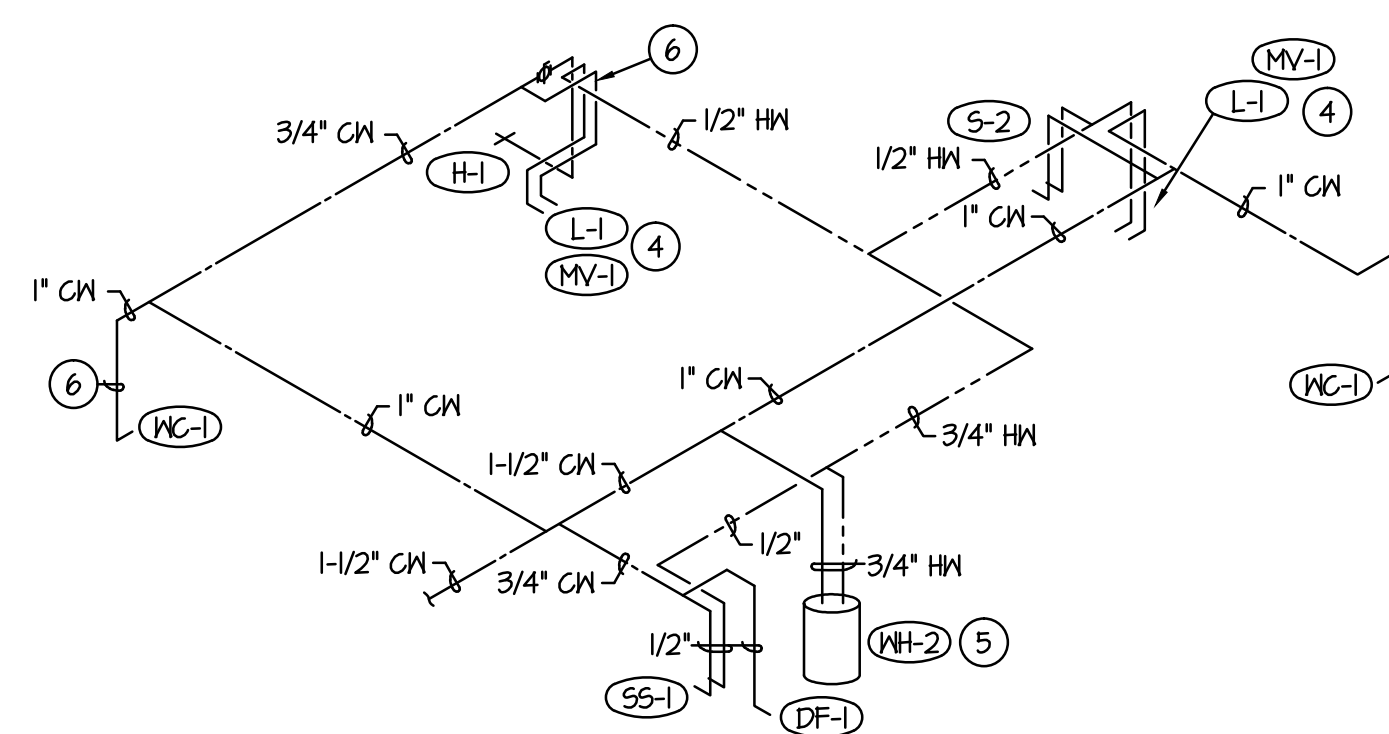 6
MV-1
L-1
4
S-2
3/4" CW
1/2" HW
H-1
1/2" HW
1" CW
1" CW
L-1
4
MV-1
1" CW
6
WC-1
1" CW
1" CW
WC-1
3/4" HW
1-1/2" CW
1/2"
1-1/2" CW
3/4" CW
3/4" HW
1/2"
WH-2
5
SS-1
DF-1